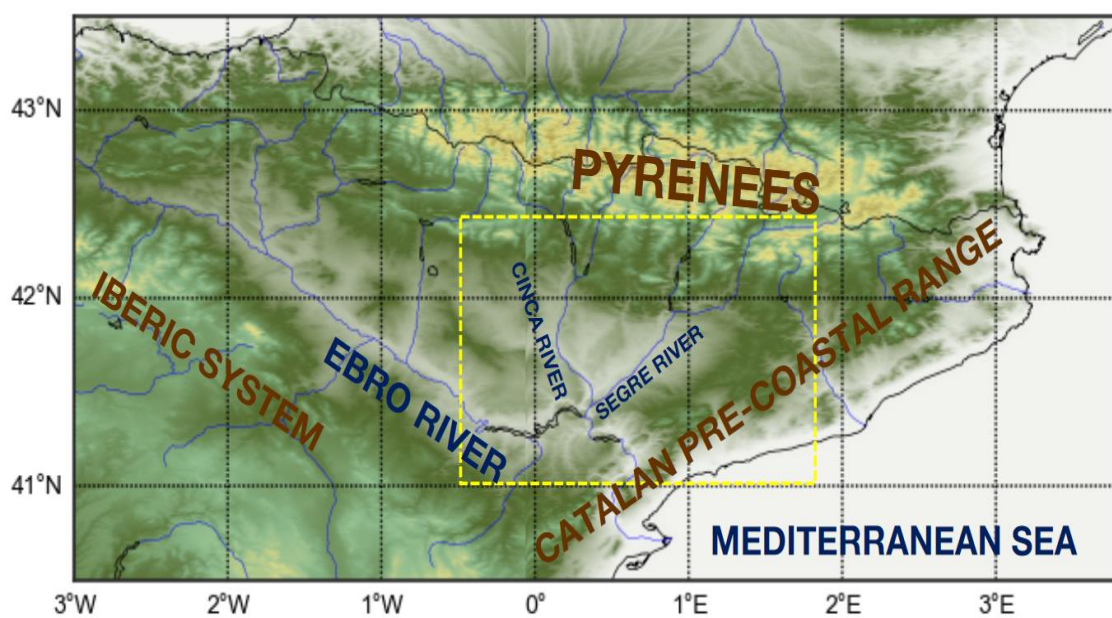 43°N
PYRENEES
42°N
IBERIC SYSTEM
EBRO RIVER
CINCA RIVER
SEGRE RIVER
CATALAN PRE-COASTAL RANGE
41°N
MEDITERRANEAN SEA
3°W 2°W 1°W 0° 1°E 2°E 3°E